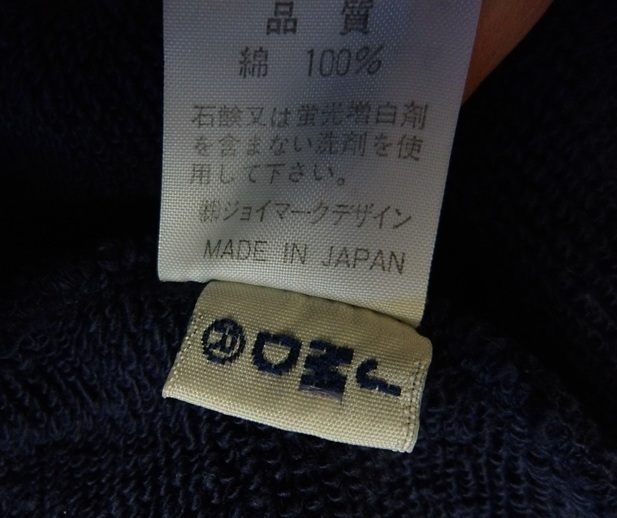 品 質
綿 100%
石鹸又は蛍光増白剤
を含まない洗剤を使
用して下さい。
㈱ジョイマークデザイン
MADE IN JAPAN
JMD®